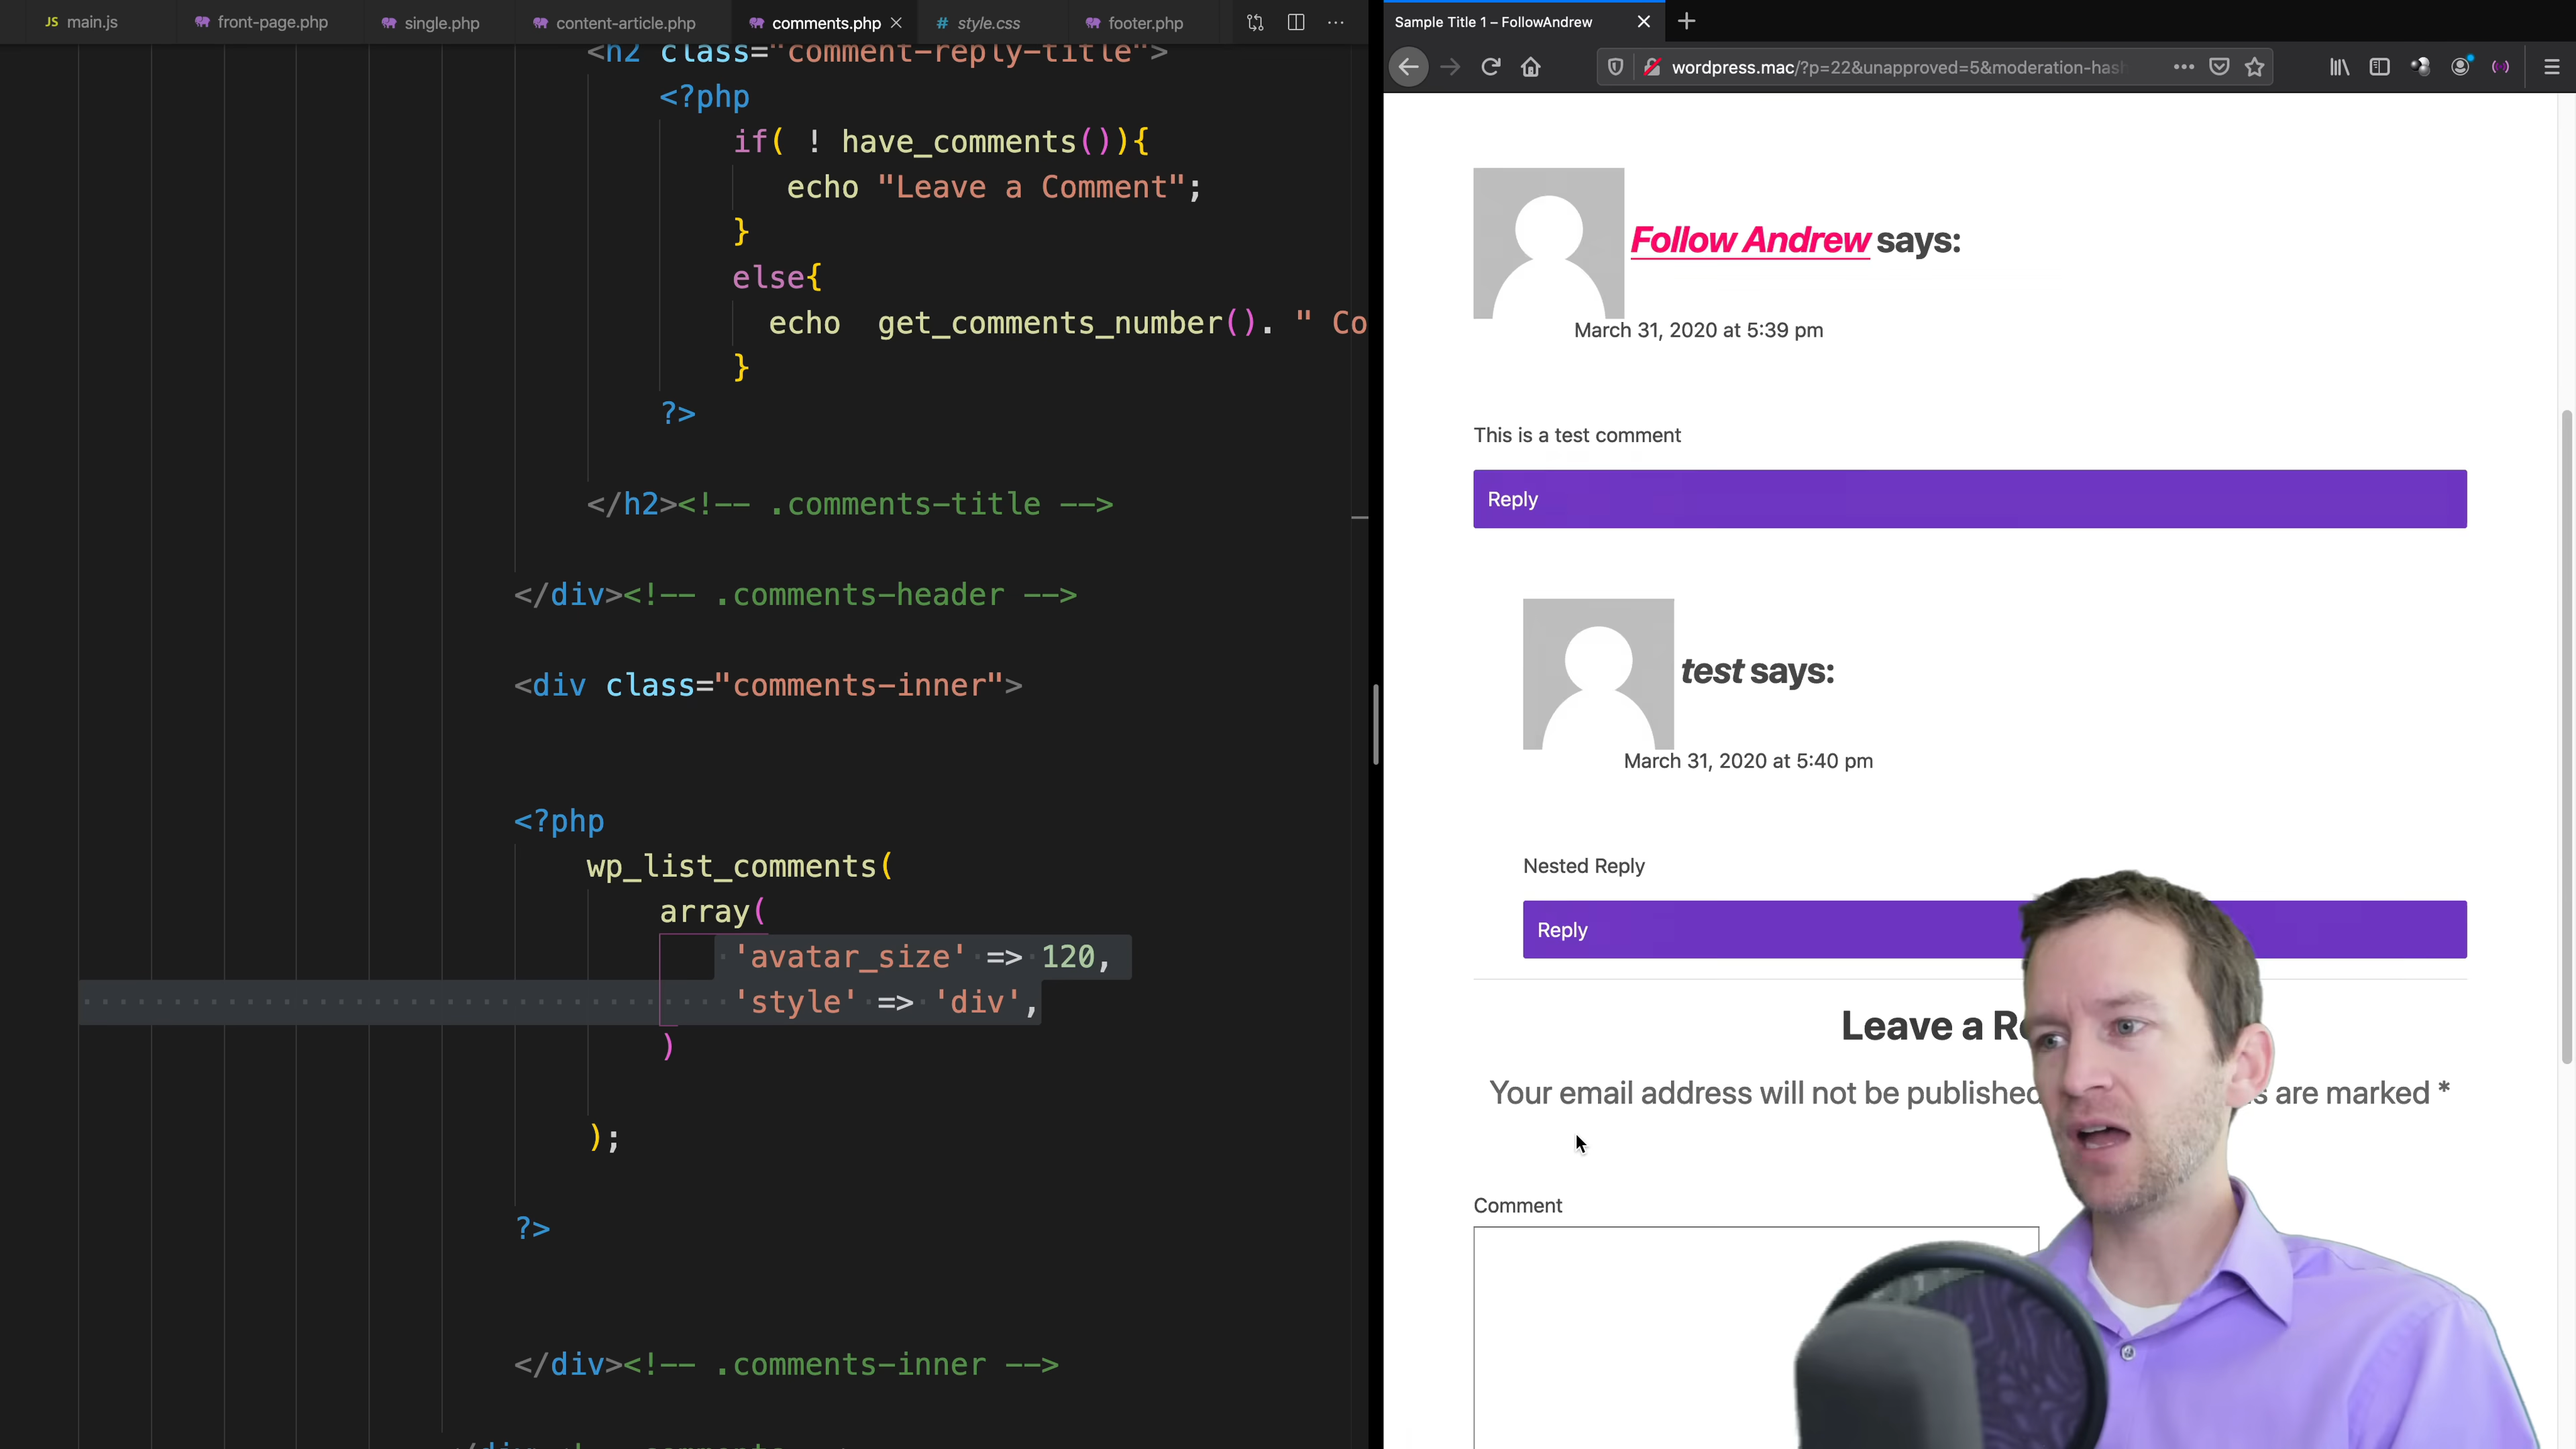 main.js
front-page.php
single.php
content-article.php
comments.php
style.css
footer.php
<h2 class="comment-reply-title">
<?php
if( ! have_comments()){
echo "Leave a Comment";
}
else{
echo  get_comments_number(). " Co
}
?>
</h2><!-- .comments-title -->
</div><!-- .comments-header -->
<div class="comments-inner">
<?php
wp_list_comments(
array(
'avatar_size' => 120,
'style' => 'div',
)
);
?>
</div><!-- .comments-inner -->
Sample Title 1 – FollowAndrew
wordpress.mac/?p=22&unapproved=5&moderation-has
Follow Andrew says:
March 31, 2020 at 5:39 pm
This is a test comment
Reply
test says:
March 31, 2020 at 5:40 pm
Nested Reply
Reply
Leave a Re
Your email address will not be published
s are marked *
Comment